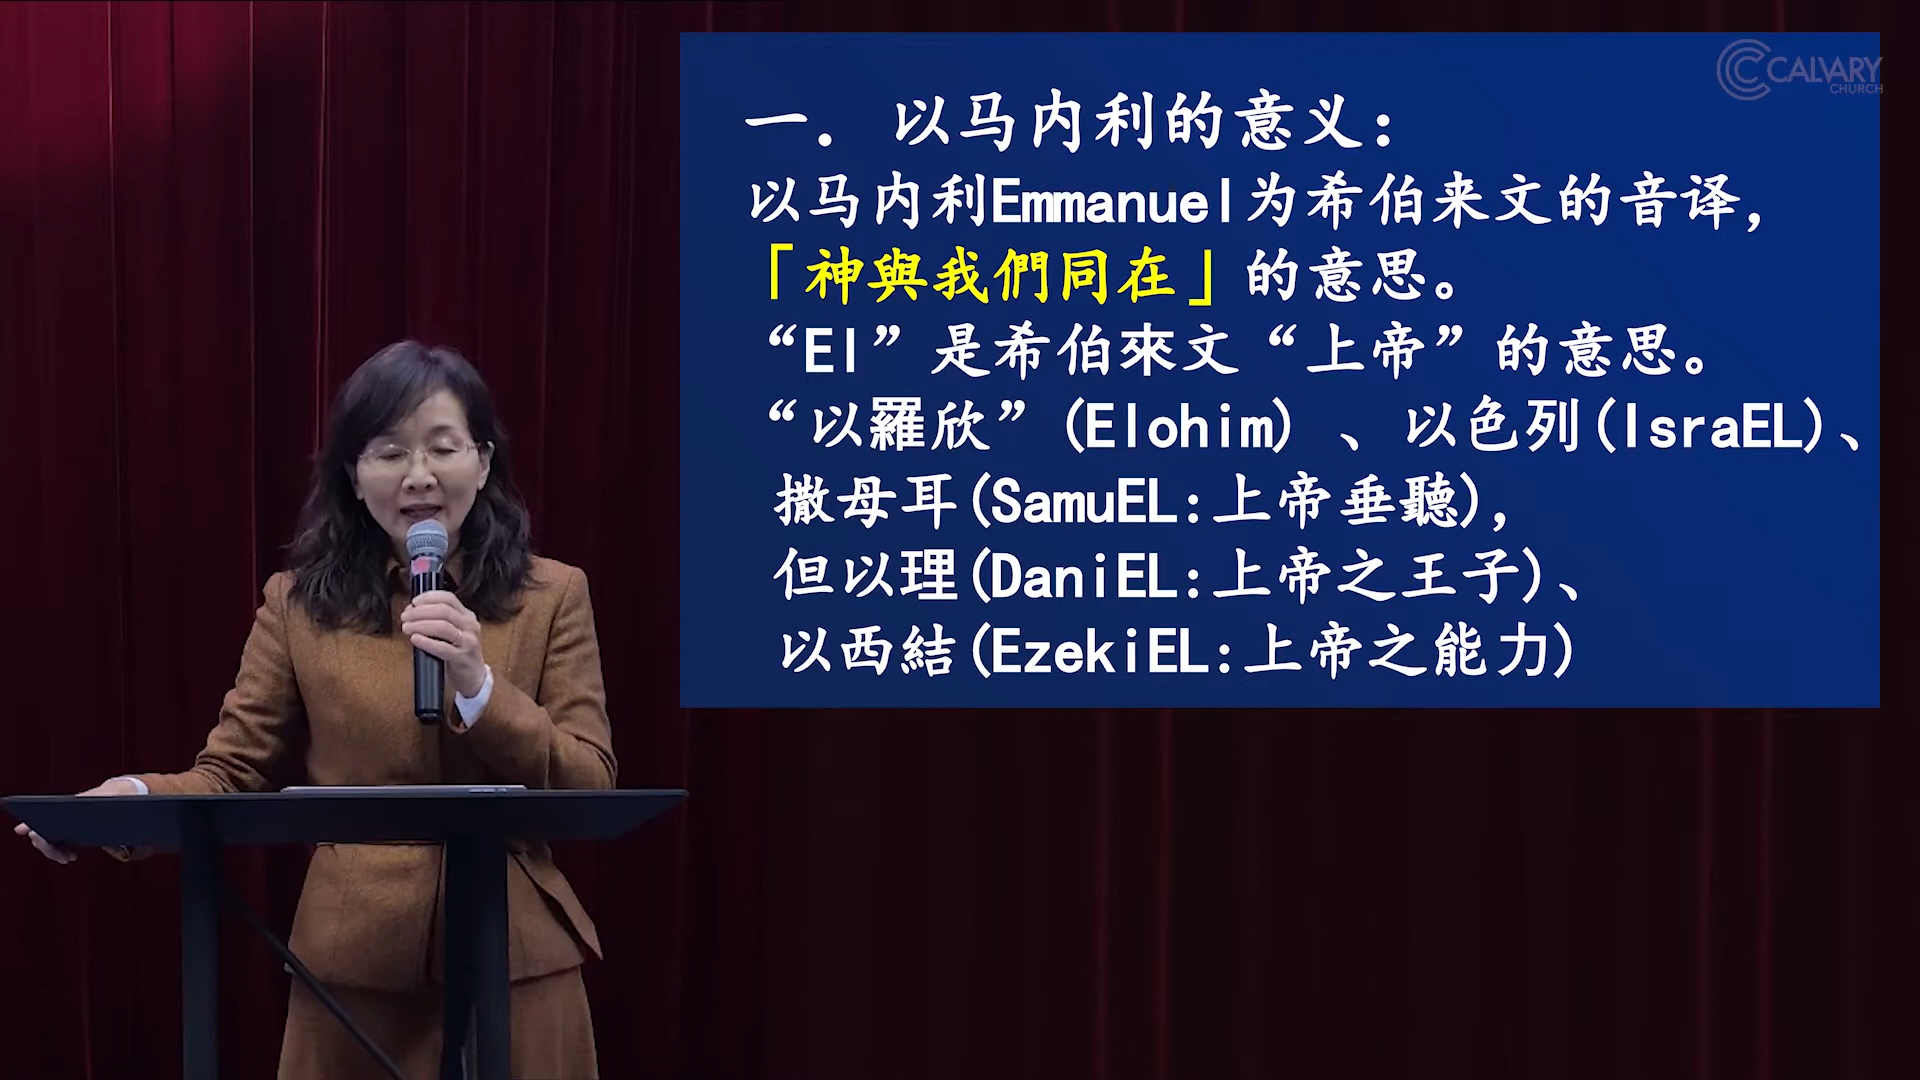 CALVARY
CHURCH
一. 以马内利的意义:
以马内利Emmanuel为希伯来文的音译,
「神與我們同在」的意思。
“El”是希伯來文“上帝”的意思。
“以羅欣”(Elohim) 、以色列(IsraEL)、
撒母耳(SamuEL:上帝垂聽),
但以理(DaniEL:上帝之王子)、
以西結(EzekiEL:上帝之能力)